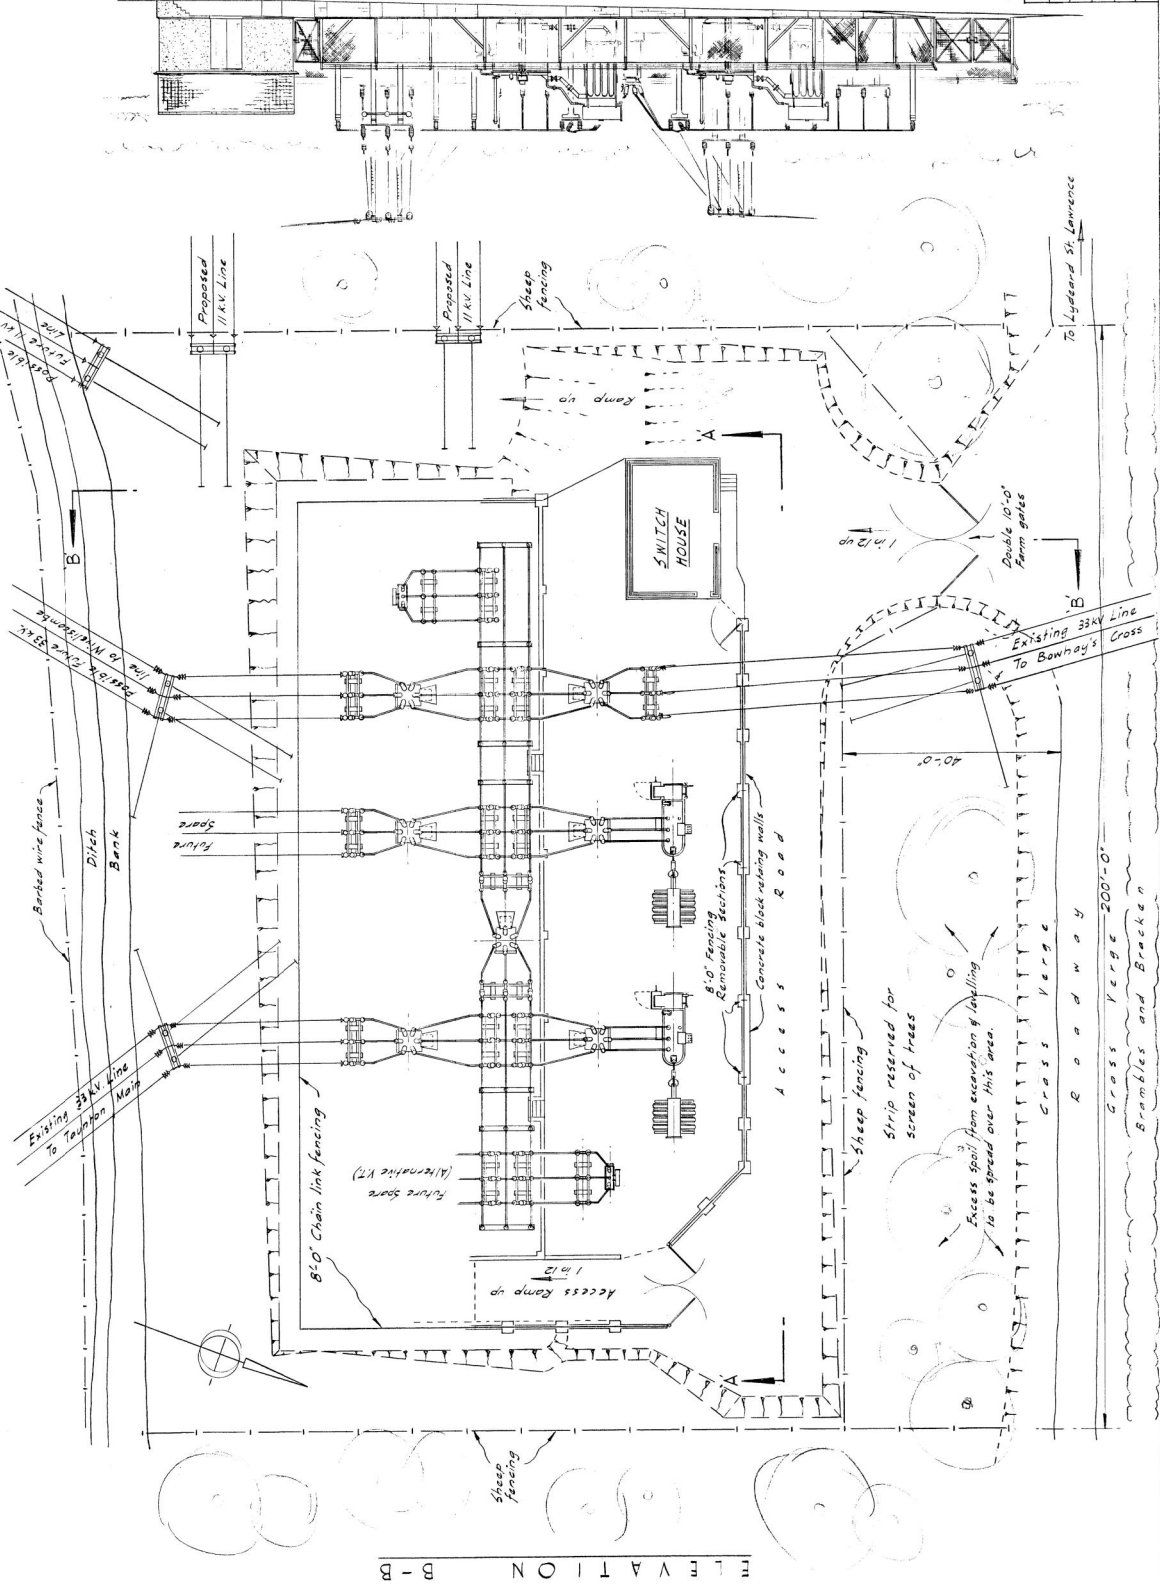 To Lydeard St. Lawrence
Proposed
11 kV. Line
Proposed
11 kV. Line
Sheep
fencing
Possible
Future
kV
Line
Ramp up
A
B
SWITCH
HOUSE
1 in 12 up
Double 10'-0"
Farm gates
B
Possible Future 33kV.
line to Wiveliscombe
Existing 33kV Line
To Bowhay's Cross
40'-0"
Barbed wire fence
Ditch
Bank
Future
Spare
8'-0" Fencing
Removable Sections
Concrete block retaining walls
Access Road
Sheep fencing
Strip reserved for
screen of trees
Excess spoil from excavation & levelling
to be spread over this area.
Grass Verge
Roadway
Grass Verge
200'-0"
Brambles and Bracken
Existing 33kV. Line
To Taunton Main
8'-0" Chain link fencing
Future Spare
(Alternative V.T.)
Access Ramp up
1 in 12
A
Sheep
fencing
ELEVATION B-B